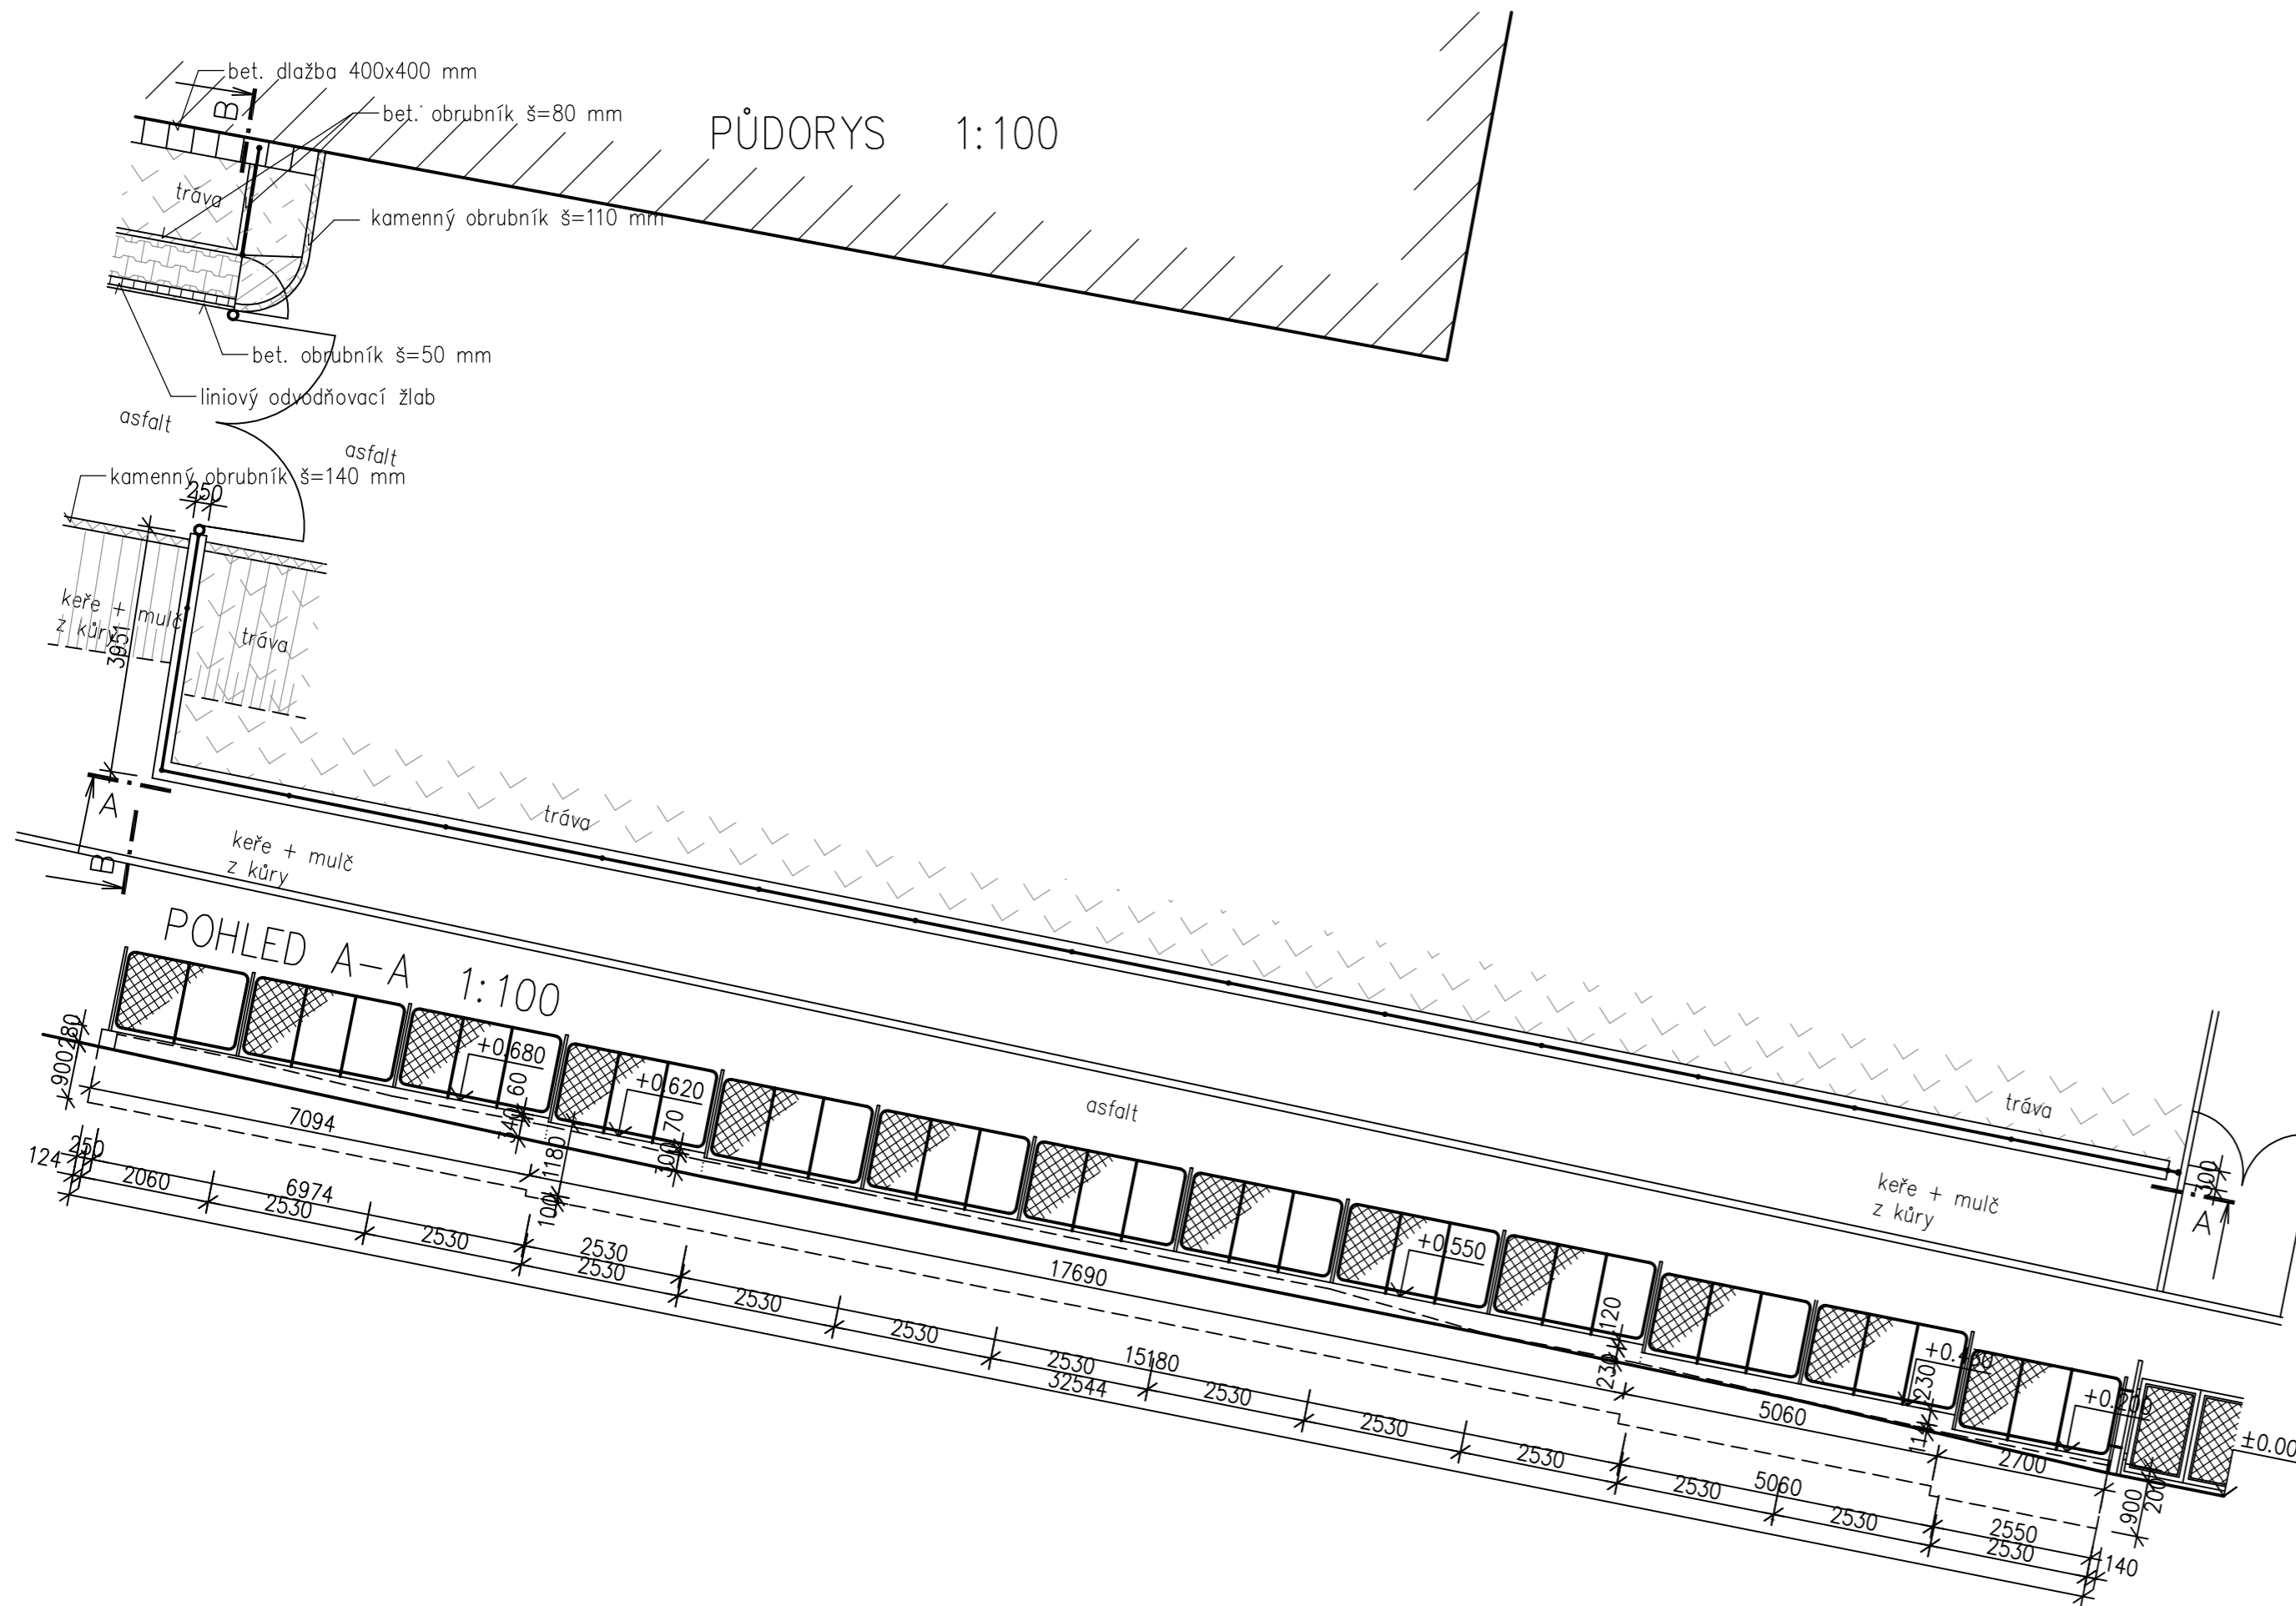 bet. dlažba 400x400 mm
B
bet. obrubník š=80 mm
PŮDORYS 1:100
tráva
kamenný obrubník š=110 mm
bet. obrubník š=50 mm
liniový odvodňovací žlab
asfalt
asfalt
kamenný obrubník š=140 mm
250
keře + mulč
z kůry
3951
tráva
A
B
tráva
keře + mulč
z kůry
POHLED A-A 1:100
asfalt
tráva
keře + mulč
z kůry
300
A
280
900
+0.680
60
340
+0.620
70
300
+0.550
120
230
230
114
±0.00
7094
1180
100
17690
5060
2700
900
200
124
250
6974
2530
15180
5060
2550
2060
2530
2530
2530
2530
2530
2530
2530
2530
2530
2530
2530
2530
140
32544